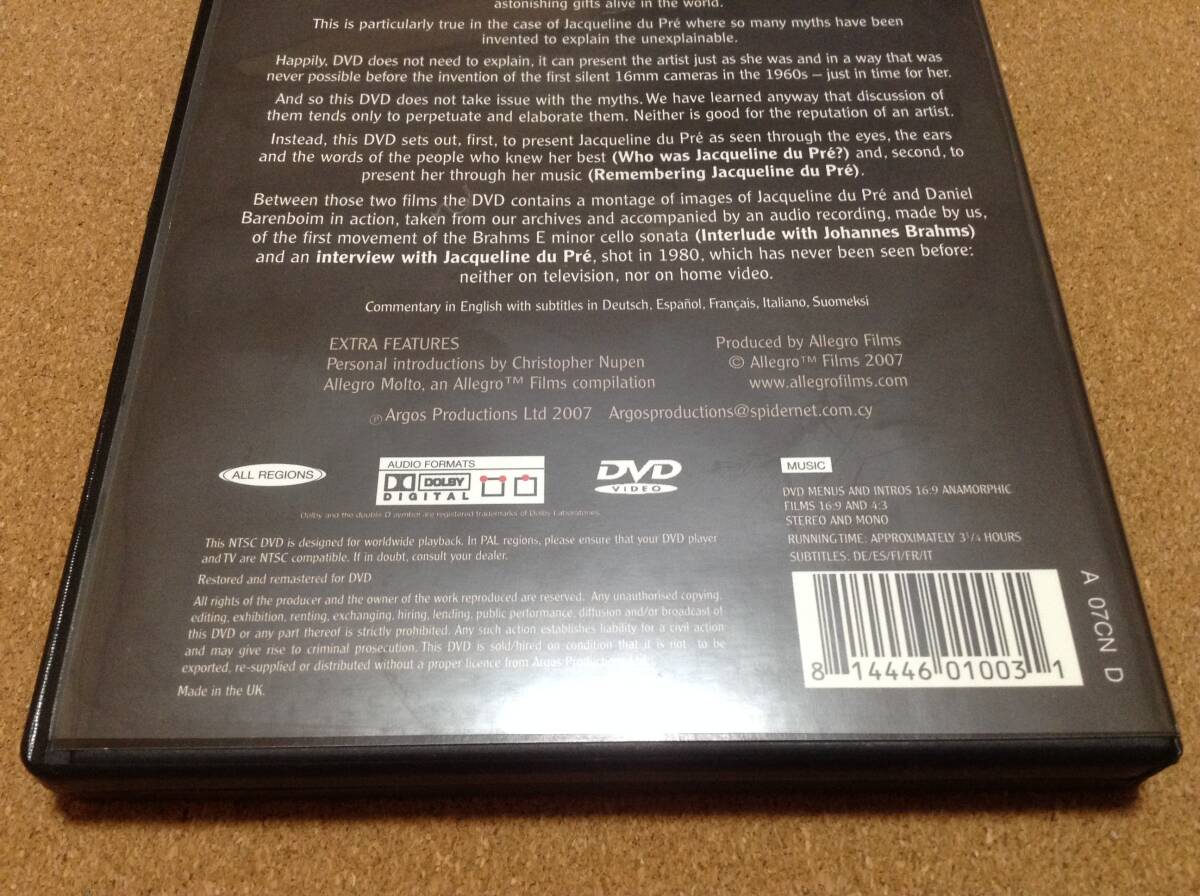 astonishing gifts alive in the world.
This is particularly true in the case of Jacqueline du Pré where so many myths have been
invented to explain the unexplainable.
Happily, DVD does not need to explain, it can present the artist just as she was and in a way that was
never possible before the invention of the first silent 16mm cameras in the 1960s – just in time for her.
And so this DVD does not take issue with the myths. We have learned anyway that discussion of
them tends only to perpetuate and elaborate them. Neither is good for the reputation of an artist.
Instead, this DVD sets out, first, to present Jacqueline du Pré as seen through the eyes, the ears
and the words of the people who knew her best (Who was Jacqueline du Pré?) and, second, to
present her through her music (Remembering Jacqueline du Pré).
Between those two films the DVD contains a montage of images of Jacqueline du Pré and Daniel
Barenboim in action, taken from our archives and accompanied by an audio recording, made by us,
of the first movement of the Brahms E minor cello sonata (Interlude with Johannes Brahms)
and an interview with Jacqueline du Pré, shot in 1980, which has never been seen before:
neither on television, nor on home video.
Commentary in English with subtitles in Deutsch, Español, Français, Italiano, Suomeksi
EXTRA FEATURES
Personal introductions by Christopher Nupen
Allegro Molto, an Allegro™ Films compilation
Produced by Allegro Films
© Allegro™ Films 2007
www.allegrofilms.com
℗ Argos Productions Ltd 2007 Argosproductions@spidernet.com.cy
ALL REGIONS
AUDIO FORMATS
DOLBY
DIGITAL
DVD
VIDEO
Dolby and the double D symbol are registered trademarks of Dolby Laboratories.
MUSIC
DVD MENUS AND INTROS 16:9 ANAMORPHIC
FILMS 16:9 AND 4:3
STEREO AND MONO
RUNNING TIME: APPROXIMATELY 3¼ HOURS
SUBTITLES: DE/ES/FI/FR/IT
This NTSC DVD is designed for worldwide playback. In PAL regions, please ensure that your DVD player
and TV are NTSC compatible. If in doubt, consult your dealer.
Restored and remastered for DVD
All rights of the producer and the owner of the work reproduced are reserved. Any unauthorised copying,
editing, exhibition, renting, exchanging, hiring, lending, public performance, diffusion and/or broadcast of
this DVD or any part thereof is strictly prohibited. Any such action establishes liability for a civil action
and may give rise to criminal prosecution. This DVD is sold/hired on condition that it is not to be
exported, re-supplied or distributed without a proper licence from Argos Productions Ltd.
Made in the UK.
8 14446 01003 1
A 07CN D